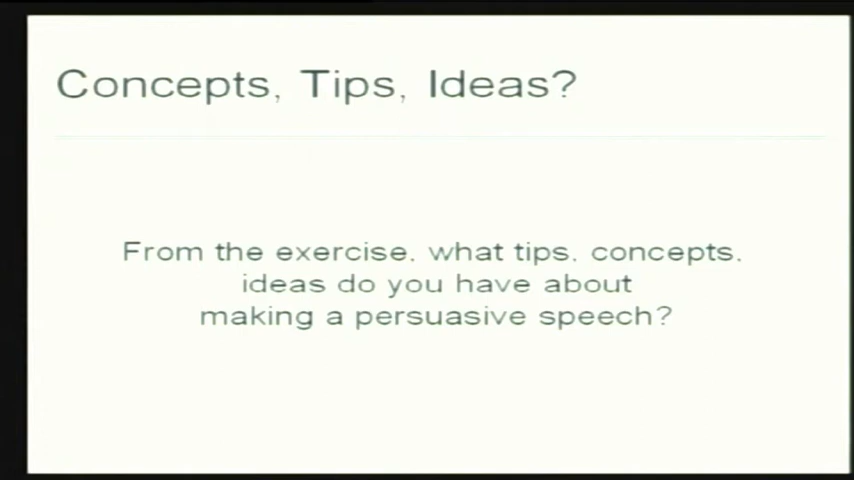 Concepts, Tips, Ideas?
From the exercise, what tips, concepts,
ideas do you have about
making a persuasive speech?